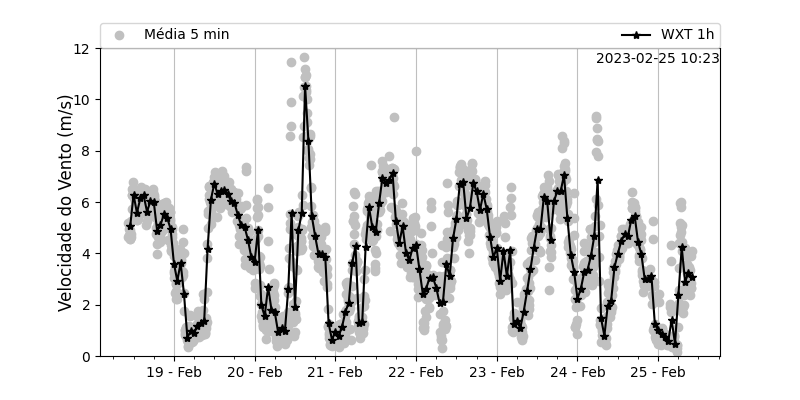 Média 5 min
WXT 1h
2023-02-25 10:23
Velocidade do Vento (m/s)
12
10
8
6
4
2
0
19 - Feb
20 - Feb
21 - Feb
22 - Feb
23 - Feb
24 - Feb
25 - Feb